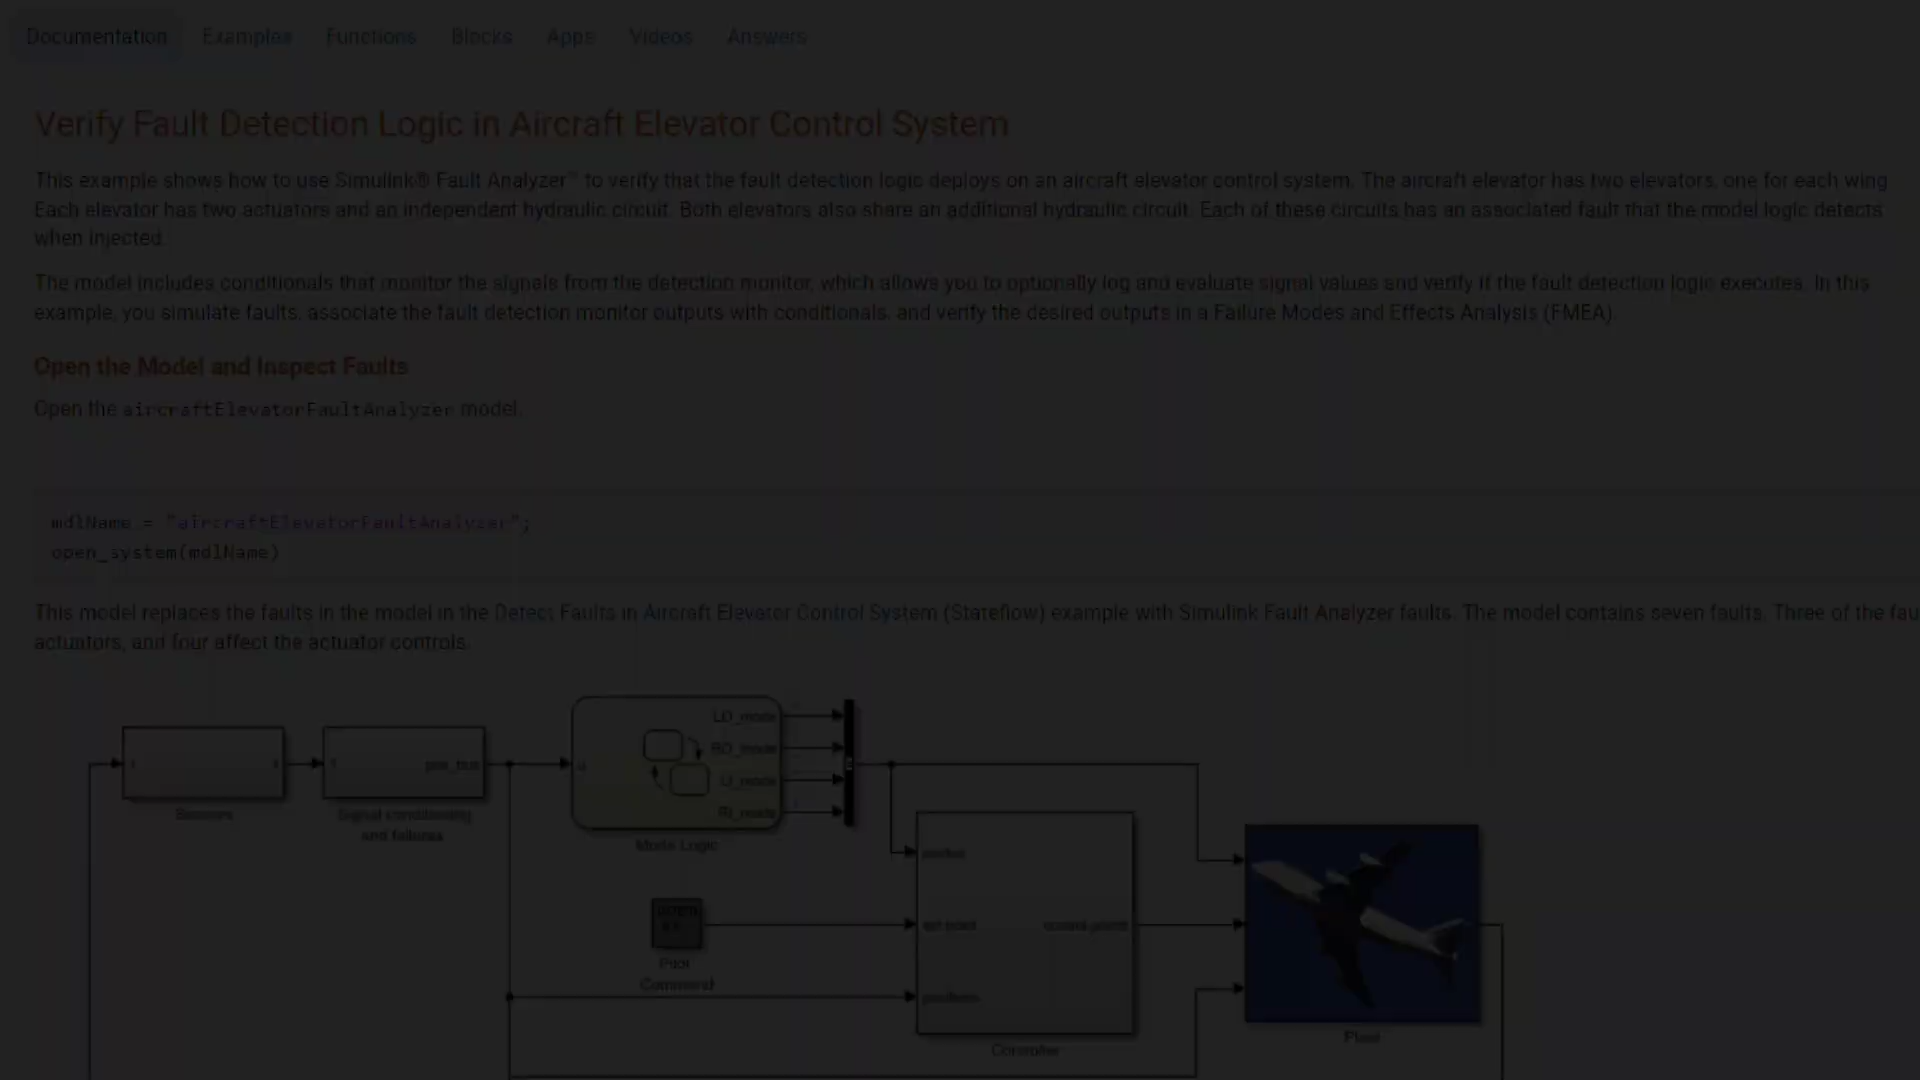 Documentation Examples Functions Blocks Apps Videos Answers
Verify Fault Detection Logic in Aircraft Elevator Control System
This example shows how to use Simulink® Fault Analyzer™ to verify that the fault detection logic deploys on an aircraft elevator control system. The aircraft elevator has two elevators, one for each wing
Each elevator has two actuators and an independent hydraulic circuit. Both elevators also share an additional hydraulic circuit. Each of these circuits has an associated fault that the model logic detects
when injected.
The model includes conditionals that monitor the signals from the detection monitor, which allows you to optionally log and evaluate signal values and verify if the fault detection logic executes. In this
example, you simulate faults, associate the fault detection monitor outputs with conditionals, and verify the desired outputs in a Failure Modes and Effects Analysis (FMEA).
Open the Model and Inspect Faults
Open the aircraftElevatorFaultAnalyzer model.
mdlName = "aircraftElevatorFaultAnalyzer";
open_system(mdlName)
This model replaces the faults in the model in the Detect Faults in Aircraft Elevator Control System (Stateflow) example with Simulink Fault Analyzer faults. The model contains seven faults. Three of the fau
actuators, and four affect the actuator controls.
LO_mode
RO_mode
LI_mode
RI_mode
pos_bus
u
Sensors
Signal conditioning
and failures
Mode Logic
modes
set point
control points
positions
Pilot
Command
Controller
Plant